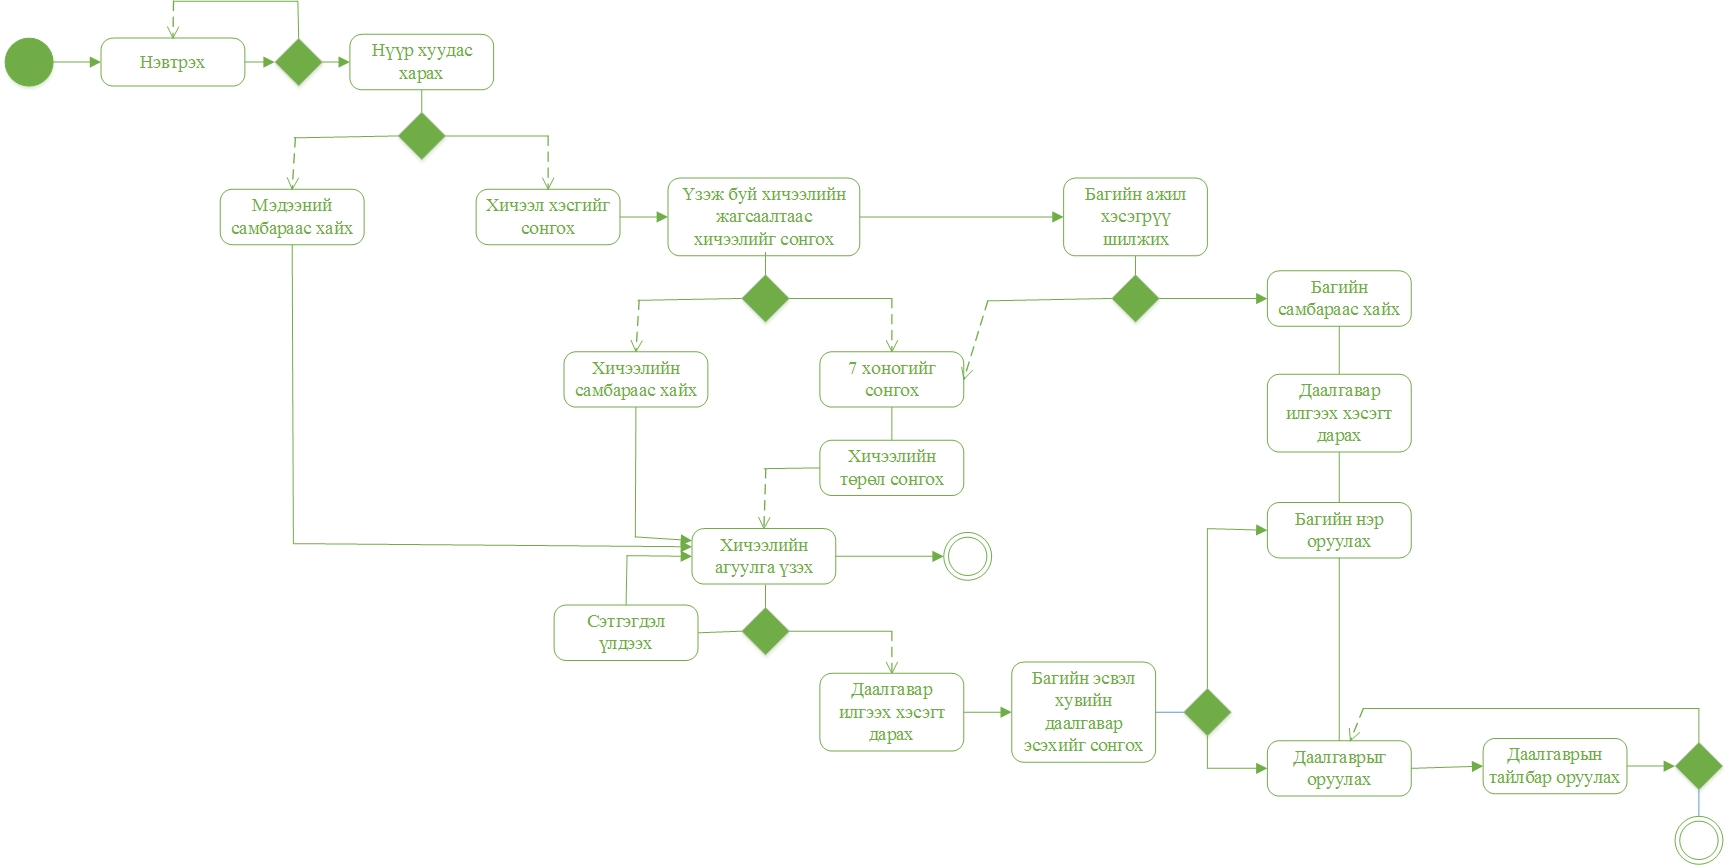 Нэвтрэх
Нүүр хуудас
харах
Мэдээний
самбараас хайх
Хичээл хэсгийг
сонгох
Үзэж буй хичээлийн
жагсаалтаас
хичээлийг сонгох
Багийн ажил
хэсэгрүү
шилжих
Багийн
самбараас хайх
Хичээлийн
самбараас хайх
7 хоногийг
сонгох
Даалгавар
илгээх хэсэгт
дарах
Хичээлийн
төрөл сонгох
Багийн нэр
оруулах
Хичээлийн
агуулга үзэх
Сэтгэгдэл
үлдээх
Даалгавар
илгээх хэсэгт
дарах
Багийн эсвэл
хувийн
даалгавар
эсэхийг сонгох
Даалгаврыг
оруулах
Даалгаврын
тайлбар оруулах